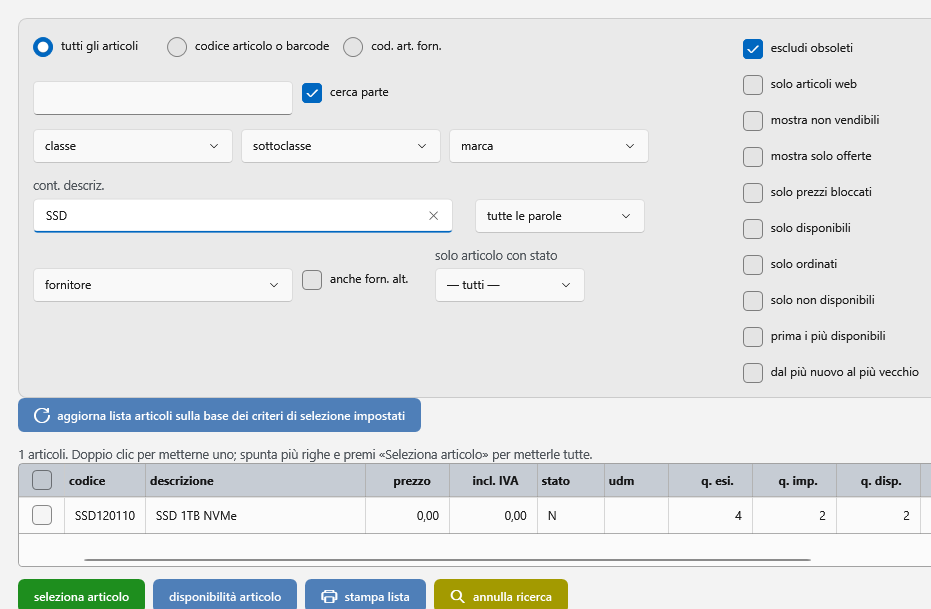 tutti gli articoli codice articolo o barcode cod. art. forn. escludi obsoleti
solo articoli web
cerca parte
mostra non vendibili
classe sottoclasse marca
mostra solo offerte
cont. descriz.
solo prezzi bloccati
SSD tutte le parole
solo disponibili
solo articolo con stato
solo ordinati
fornitore anche forn. alt. — tutti —
solo non disponibili
prima i più disponibili
dal più nuovo al più vecchio
aggiorna lista articoli sulla base dei criteri di selezione impostati
1 articoli. Doppio clic per metterne uno; spunta più righe e premi «Seleziona articolo» per metterle tutte.
codice descrizione prezzo incl. IVA stato udm q. esi. q. imp. q. disp.
SSD120110 SSD 1TB NVMe 0,00 0,00 N 4 2 2
seleziona articolo disponibilità articolo stampa lista annulla ricerca